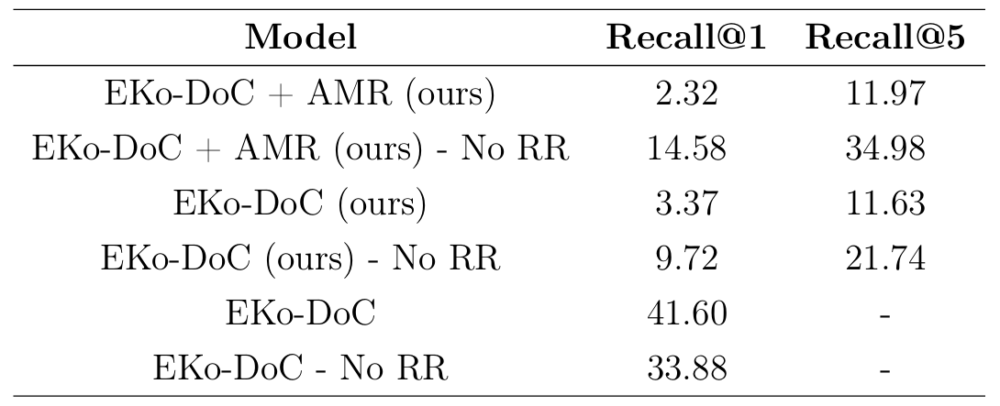 Model Recall@1 Recall@5
EKo-DoC + AMR (ours) 2.32 11.97
EKo-DoC + AMR (ours) - No RR 14.58 34.98
EKo-DoC (ours) 3.37 11.63
EKo-DoC (ours) - No RR 9.72 21.74
EKo-DoC 41.60 -
EKo-DoC - No RR 33.88 -